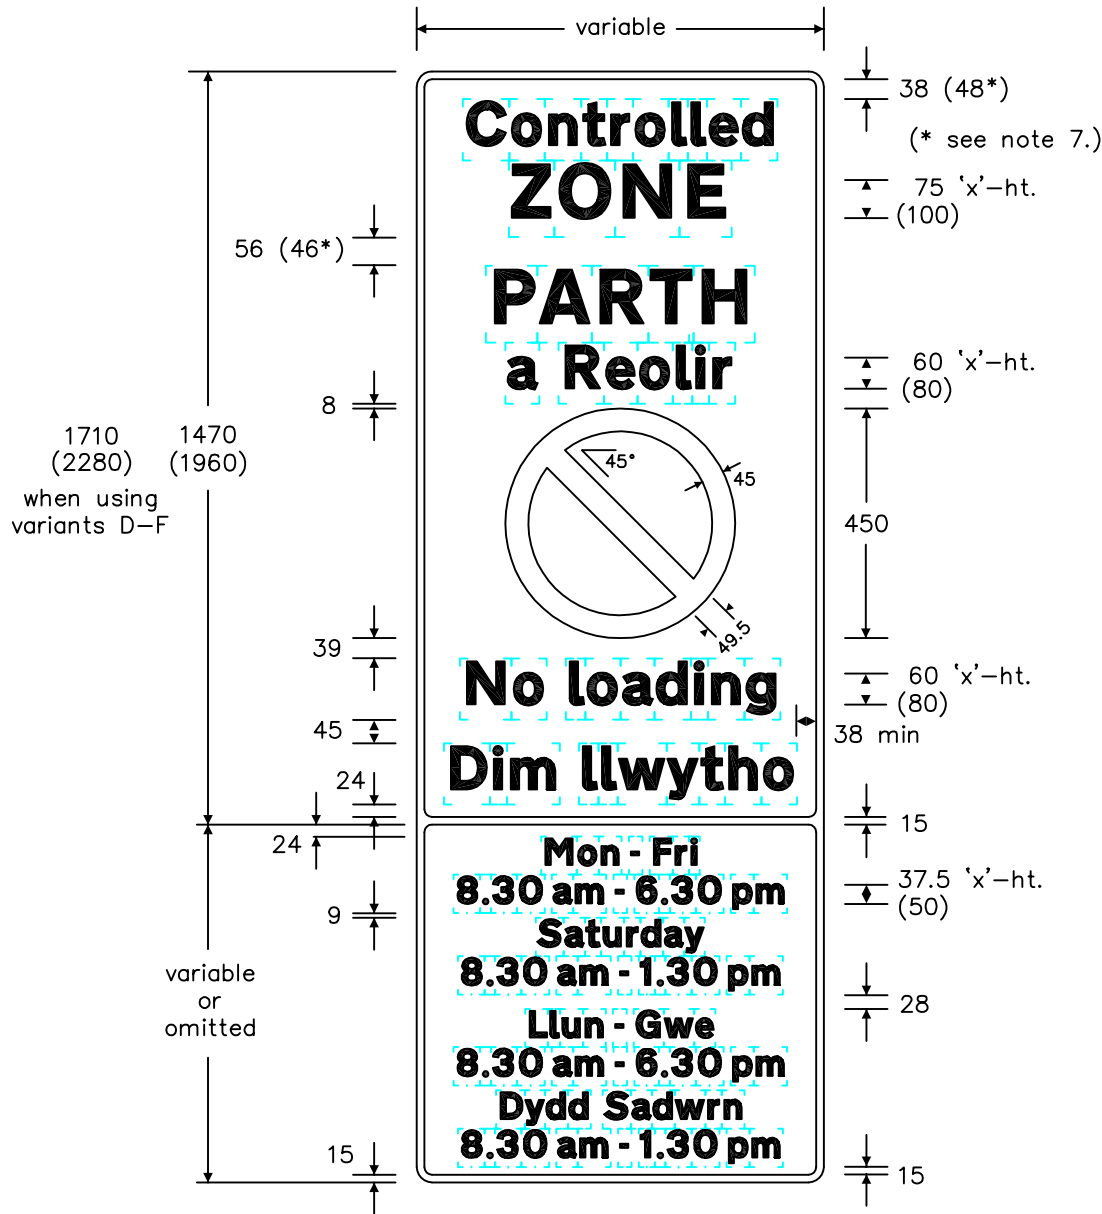 variable
38 (48*)
(* see note 7.)
Controlled
ZONE
75 'x'-ht.
(100)
56 (46*)
PARTH
a Reolir
60 'x'-ht.
(80)
8
1710
(2280)
1470
(1960)
when using
variants D-F
45°
45
450
49.5
39
No loading
60 'x'-ht.
(80)
45
38 min
Dim llwytho
24
15
24
Mon - Fri
8.30 am - 6.30 pm
37.5 'x'-ht.
(50)
9
Saturday
8.30 am - 1.30 pm
variable
or
omitted
28
Llun - Gwe
8.30 am - 6.30 pm
Dydd Sadwrn
8.30 am - 1.30 pm
15
15